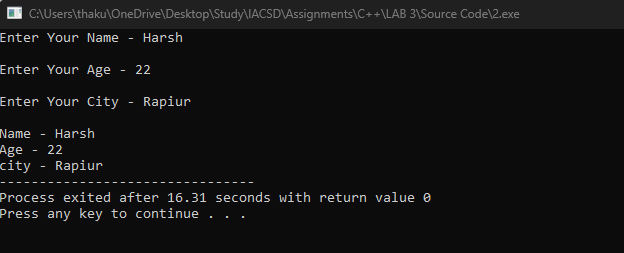 C:\Users\thaku\OneDrive\Desktop\Study\IACSD\Assignments\C++\LAB 3\Source Code\2.exe
Enter Your Name - Harsh
Enter Your Age - 22
Enter Your City - Rapiur
Name - Harsh
Age - 22
city - Rapiur
--------------------------------
Process exited after 16.31 seconds with return value 0
Press any key to continue . . .